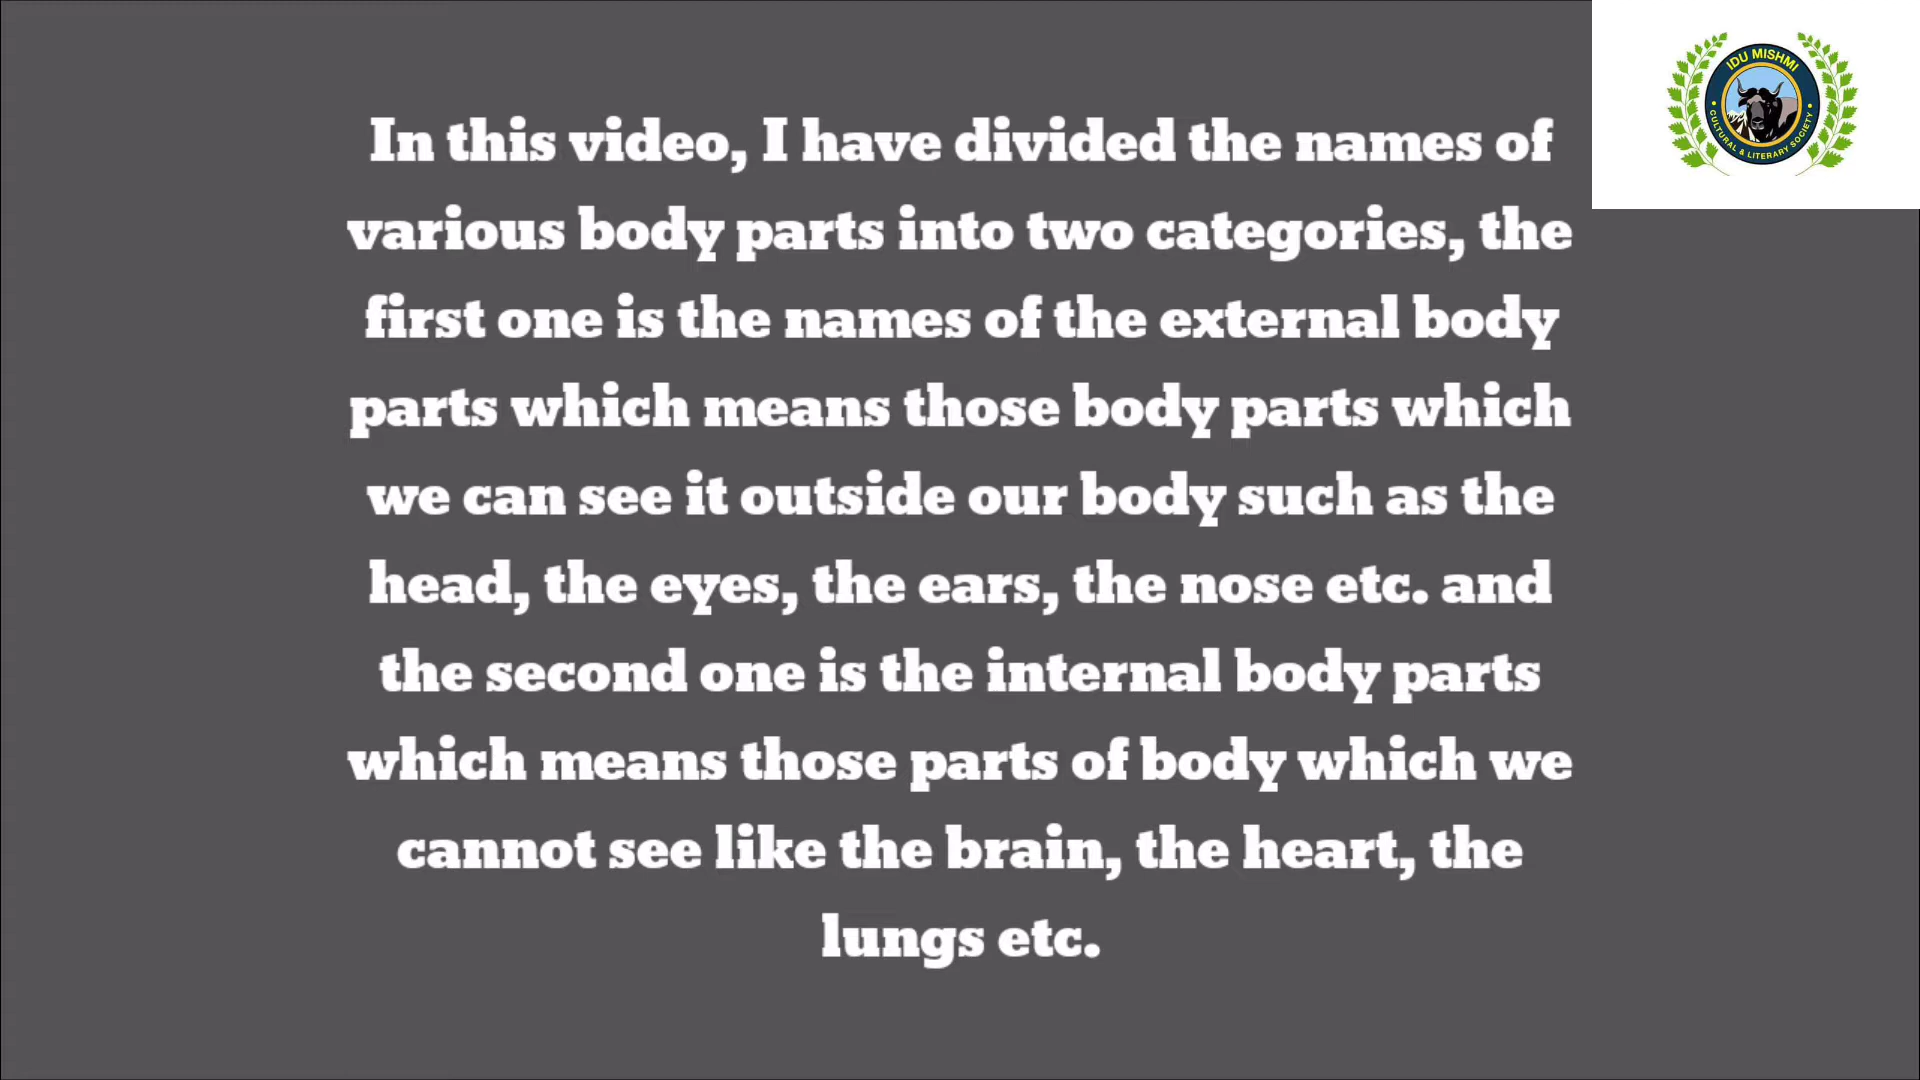 In this video, I have divided the names of
various body parts into two categories, the
first one is the names of the external body
parts which means those body parts which
we can see it outside our body such as the
head, the eyes, the ears, the nose etc. and
the second one is the internal body parts
which means those parts of body which we
cannot see like the brain, the heart, the
lungs etc.
IDU MISHMI
CULTURAL & LITERARY SOCIETY